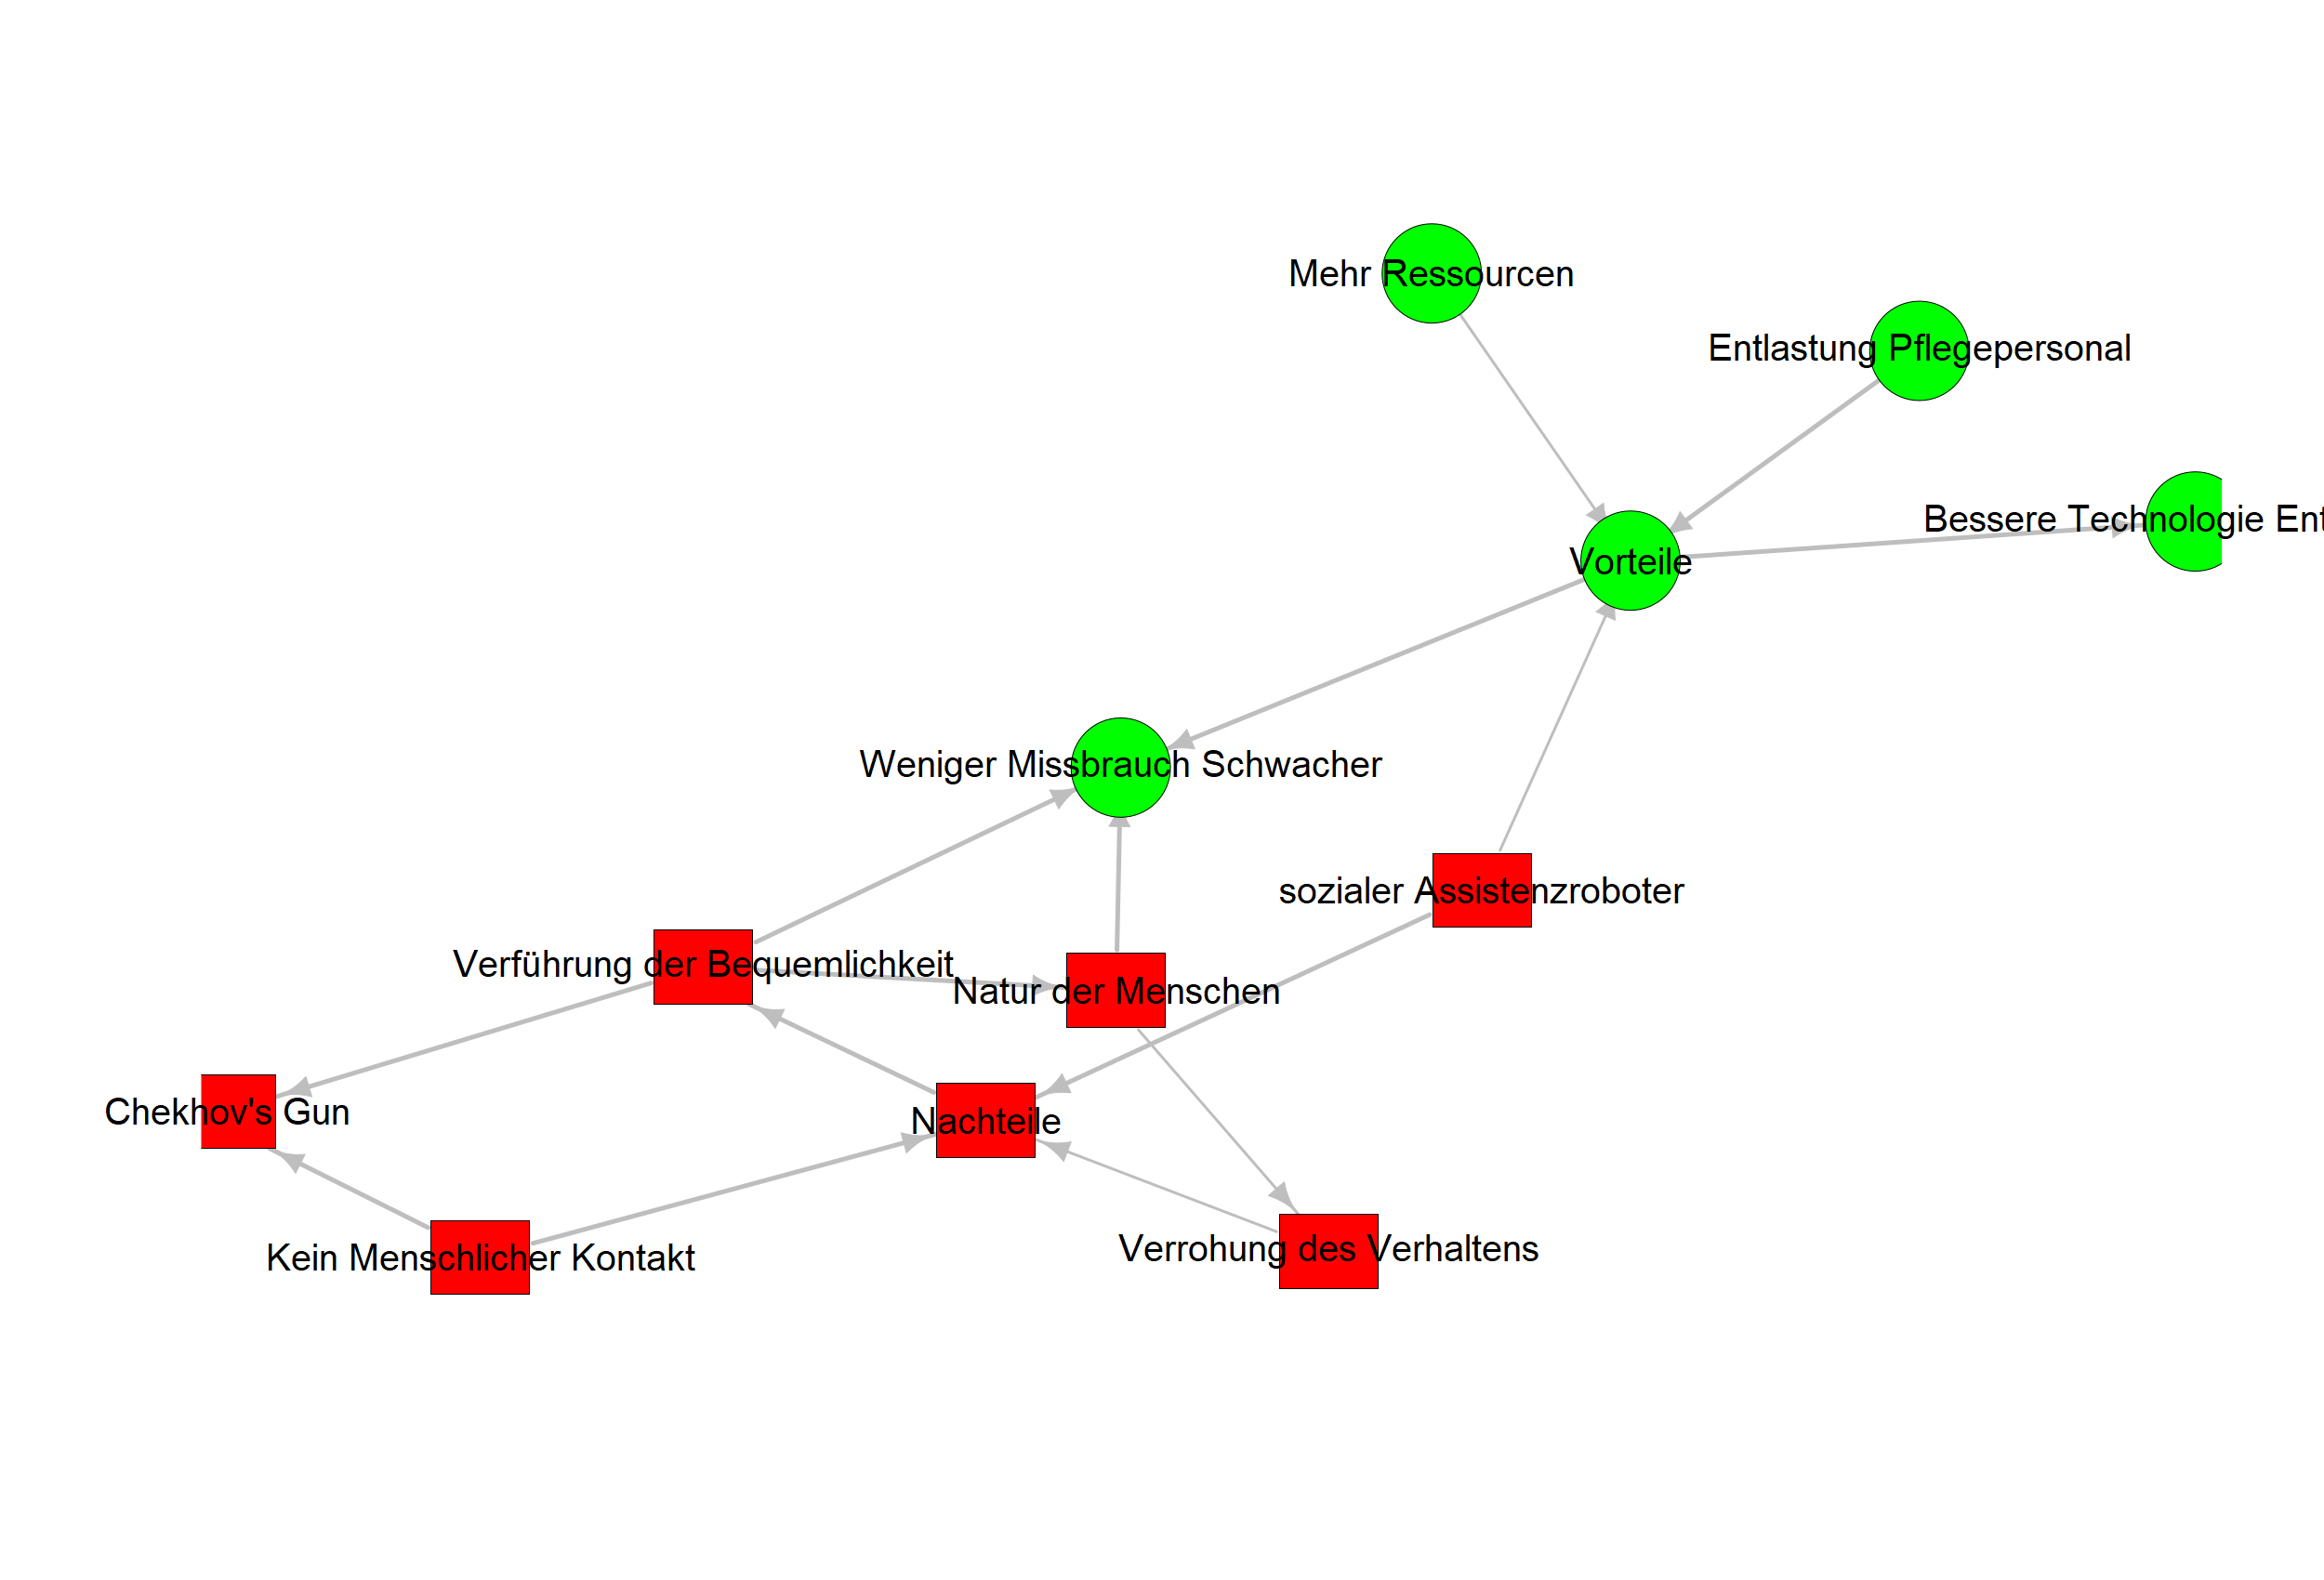 Mehr Ressourcen
Entlastung Pflegepersonal
Bessere Technologie Ent
Vorteile
Weniger Missbrauch Schwacher
sozialer Assistenzroboter
Verführung der Bequemlichkeit
Natur der Menschen
Chekhov's Gun
Nachteile
Kein Menschlicher Kontakt
Verrohung des Verhaltens